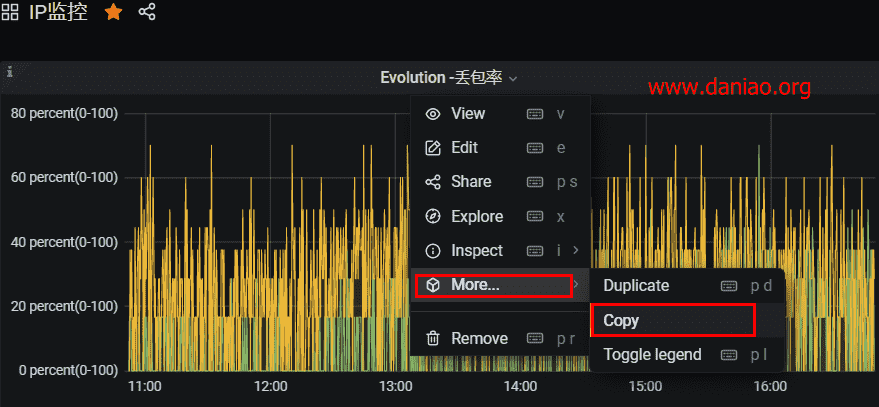 IP监控
Evolution -丢包率
www.daniao.org
80 percent(0-100)
60 percent(0-100)
40 percent(0-100)
20 percent(0-100)
0 percent(0-100)
View v
Edit e
Share p s
Explore x
Inspect i
More...
Remove p r
Duplicate p d
Copy
Toggle legend p l
11:00 12:00 13:00 14:00 15:00 16:00